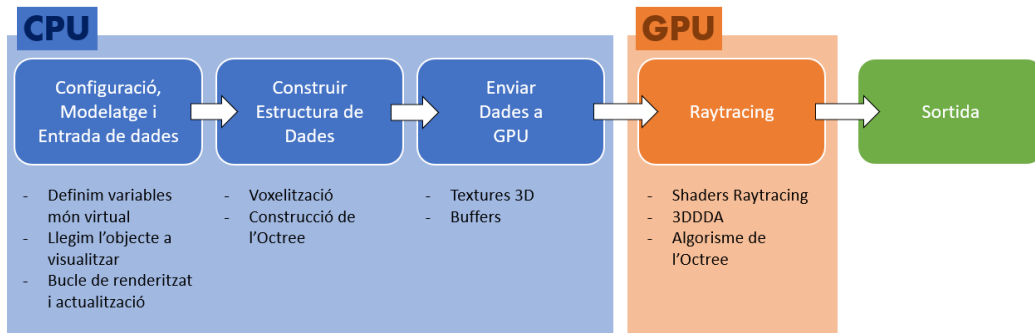 CPU
GPU
Configuració,
Modelatge i
Entrada de dades
Construir
Estructura de
Dades
Enviar
Dades a
GPU
Raytracing
Sortida
- Definim variables
món virtual
- Llegim l'objecte a
visualitzar
- Bucle de renderitzat
i actualització
- Voxelització
- Construcció de
l'Octree
- Textures 3D
- Buffers
- Shaders Raytracing
- 3DDDA
- Algorisme de
l'Octree